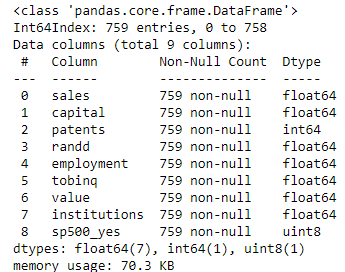 <class 'pandas.core.frame.DataFrame'>
Int64Index: 759 entries, 0 to 758
Data columns (total 9 columns):
 #   Column        Non-Null Count  Dtype
---  ------        --------------  -----
 0   sales         759 non-null    float64
 1   capital       759 non-null    float64
 2   patents       759 non-null    int64
 3   randd         759 non-null    float64
 4   employment    759 non-null    float64
 5   tobinq        759 non-null    float64
 6   value         759 non-null    float64
 7   institutions  759 non-null    float64
 8   sp500_yes     759 non-null    uint8
dtypes: float64(7), int64(1), uint8(1)
memory usage: 70.3 KB